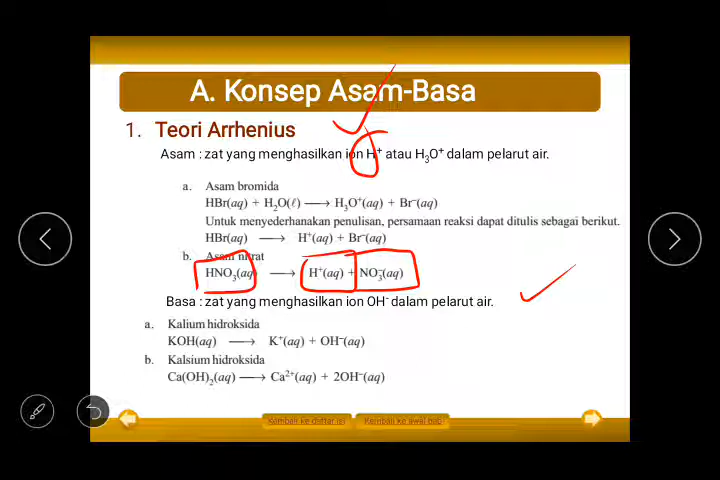 A. Konsep Asam-Basa
1. Teori Arrhenius
Asam : zat yang menghasilkan ion H⁺ atau H₃O⁺ dalam pelarut air.
a. Asam bromida
HBr(aq) + H₂O(ℓ) ⟶ H₃O⁺(aq) + Br⁻(aq)
Untuk menyederhanakan penulisan, persamaan reaksi dapat ditulis sebagai berikut.
HBr(aq) ⟶ H⁺(aq) + Br⁻(aq)
b. Asam nitrat
HNO₃(aq) ⟶ H⁺(aq) + NO₃⁻(aq)
Basa : zat yang menghasilkan ion OH⁻ dalam pelarut air.
a. Kalium hidroksida
KOH(aq) ⟶ K⁺(aq) + OH⁻(aq)
b. Kalsium hidroksida
Ca(OH)₂(aq) ⟶ Ca²⁺(aq) + 2OH⁻(aq)
Kembali ke daftar isi Kembali ke awal bab